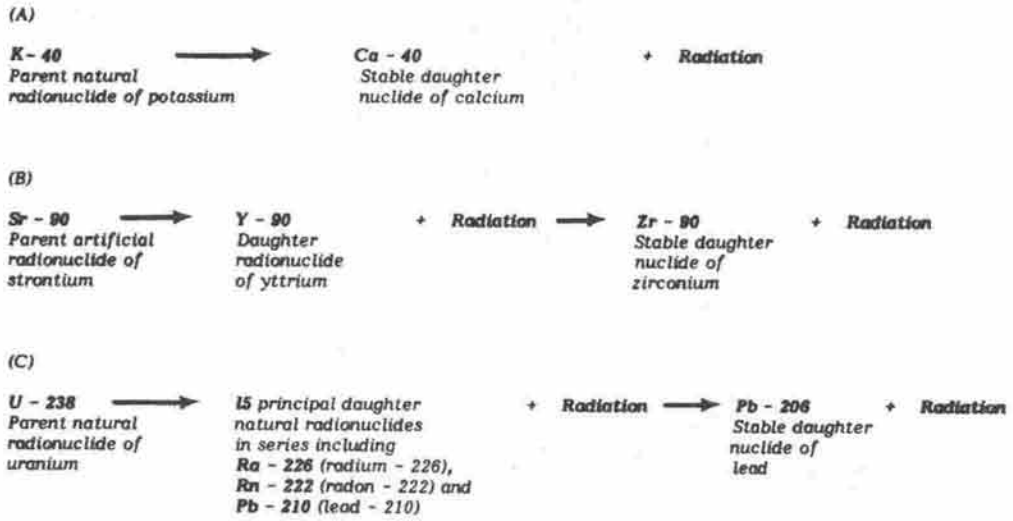 (A)
K - 40 Ca - 40 + Radiation
Parent natural Stable daughter
radionuclide of potassium nuclide of calcium
(B)
Sr - 90 Y - 90 + Radiation Zr - 90 + Radiation
Parent artificial Daughter Stable daughter
radionuclide of radionuclide nuclide of
strontium of yttrium zirconium
(C)
U - 238 15 principal daughter + Radiation Pb - 206 + Radiation
Parent natural natural radionuclides Stable daughter
radionuclide of in series including nuclide of
uranium Ra - 226 (radium - 226), lead
Rn - 222 (radon - 222) and
Pb - 210 (lead - 210)